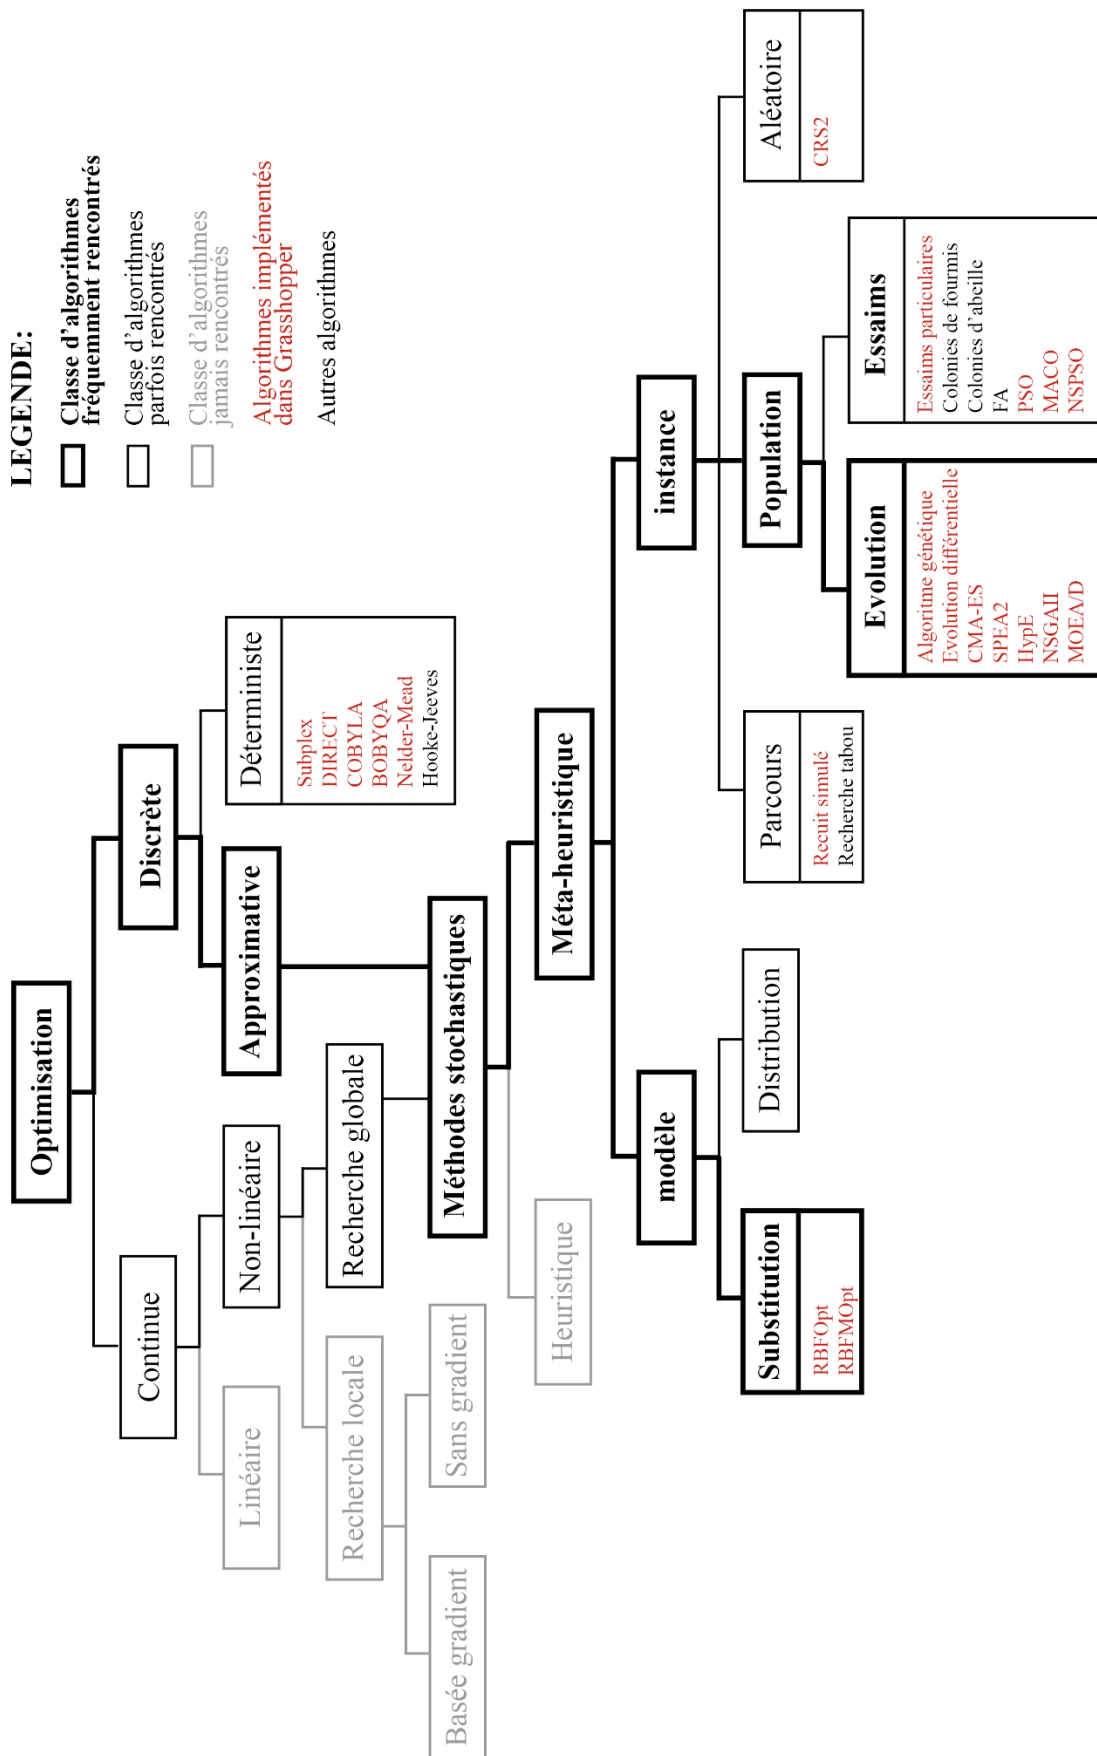 LEGENDE:
Classe d'algorithmes
fréquemment rencontrés
Classe d'algorithmes
parfois rencontrés
Classe d'algorithmes
jamais rencontrés
Algorithmes implémentés
dans Grasshopper
Autres algorithmes
Optimisation
Continue
Discrète
Linéaire
Non-linéaire
Approximative
Déterministe
Subplex
DIRECT
COBYLA
BOBYQA
Nelder-Mead
Hooke-Jeeves
Recherche locale
Recherche globale
Basée gradient
Sans gradient
Méthodes stochastiques
Heuristique
Méta-heuristique
modèle
instance
Substitution
RBFOpt
RBFMOpt
Distribution
Parcours
Recuit simulé
Recherche tabou
Population
Aléatoire
CRS2
Evolution
Algoritme génétique
Evolution différentielle
CMA-ES
SPEA2
HypE
NSGAII
MOEA/D
Essaims
Essaims particulaires
Colonies de fourmis
Colonies d'abeille
FA
PSO
MACO
NSPSO